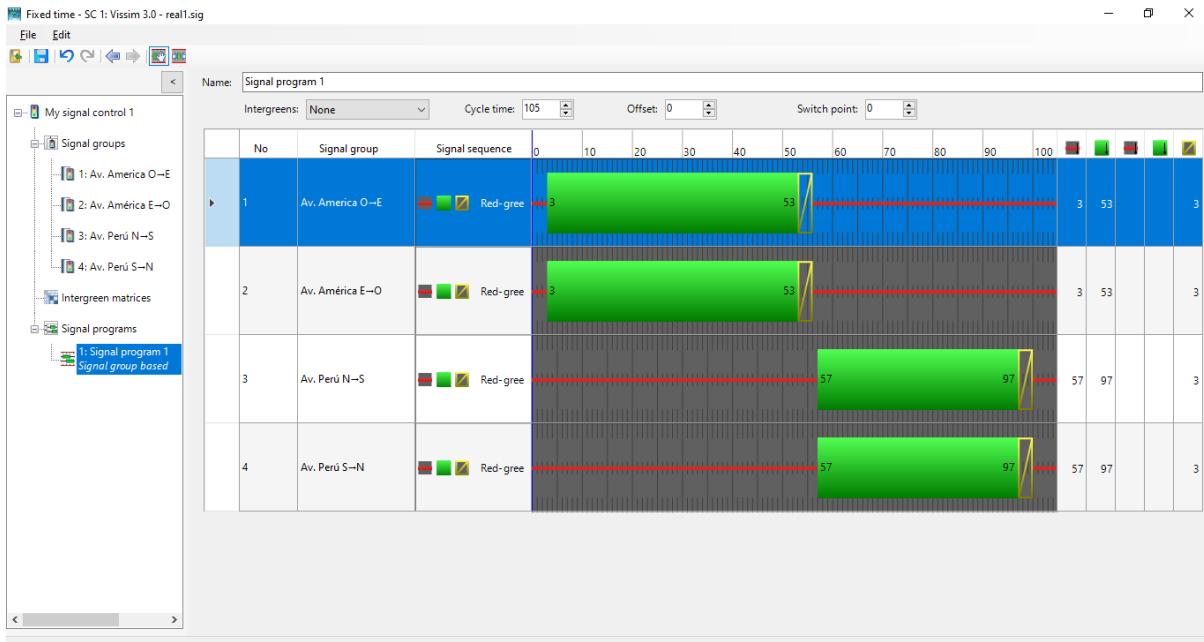 Fixed time - SC 1: Vissim 3.0 - real1.sig
File Edit
<
Name: Signal program 1
Intergreens: None Cycle time: 105 Offset: 0 Switch point: 0
My signal control 1
Signal groups
1: Av. America O→E
2: Av. América E→O
3: Av. Perú N→S
4: Av. Perú S→N
Intergreen matrices
Signal programs
1: Signal program 1
Signal group based
No Signal group Signal sequence 0 10 20 30 40 50 60 70 80 90 100
1 Av. America O→E Red-gree 3 53 3 53 3
2 Av. América E→O Red-gree 3 53 3 53 3
3 Av. Perú N→S Red-gree 57 97 57 97 3
4 Av. Perú S→N Red-gree 57 97 57 97 3